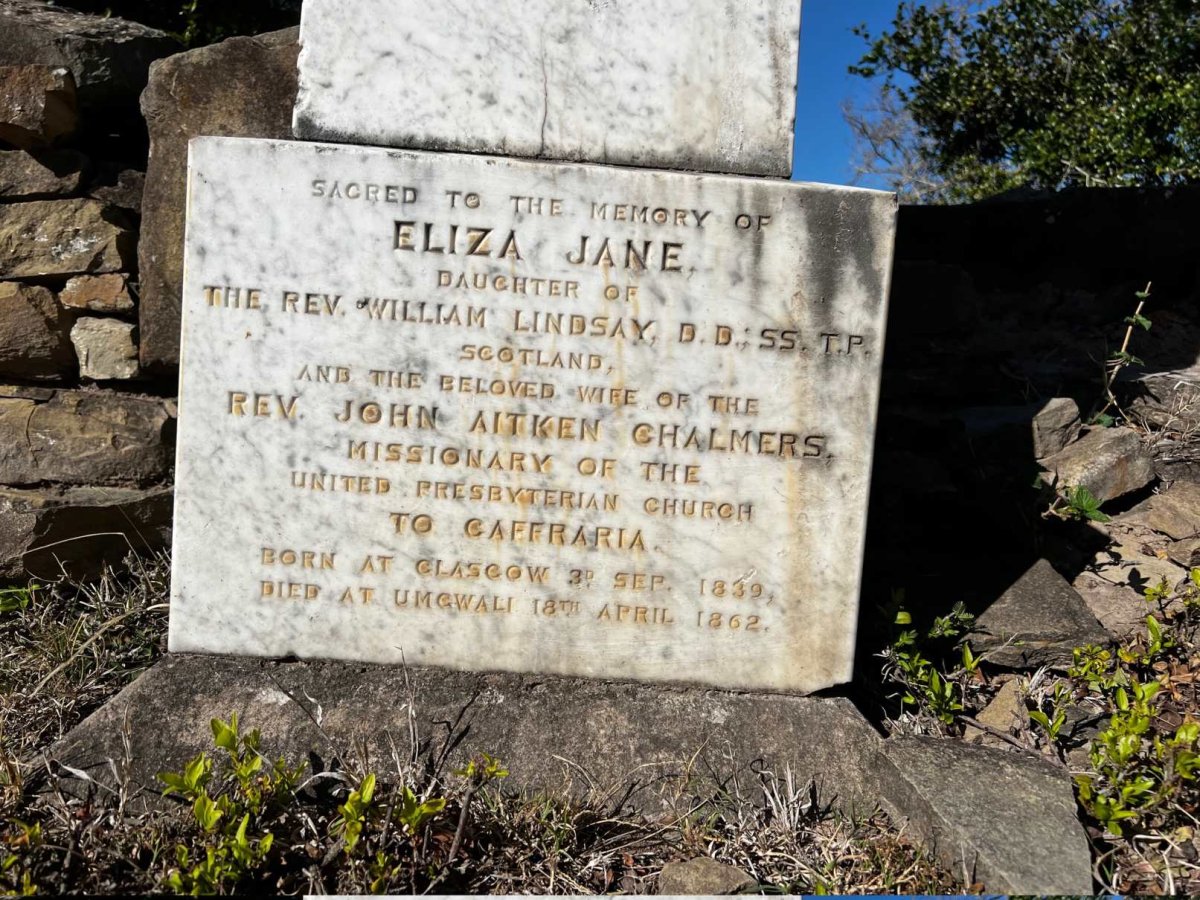 SACRED TO THE MEMORY OF
ELIZA JANE,
DAUGHTER OF
THE REV. WILLIAM LINDSAY, D.D.; SS.T.P.
SCOTLAND,
AND THE BELOVED WIFE OF THE
REV. JOHN AITKEN CHALMERS,
MISSIONARY OF THE
UNITED PRESBYTERIAN CHURCH
TO CAFFRARIA.
BORN AT GLASGOW 3D SEP. 1839,
DIED AT UMGWALI 18TH APRIL 1862.